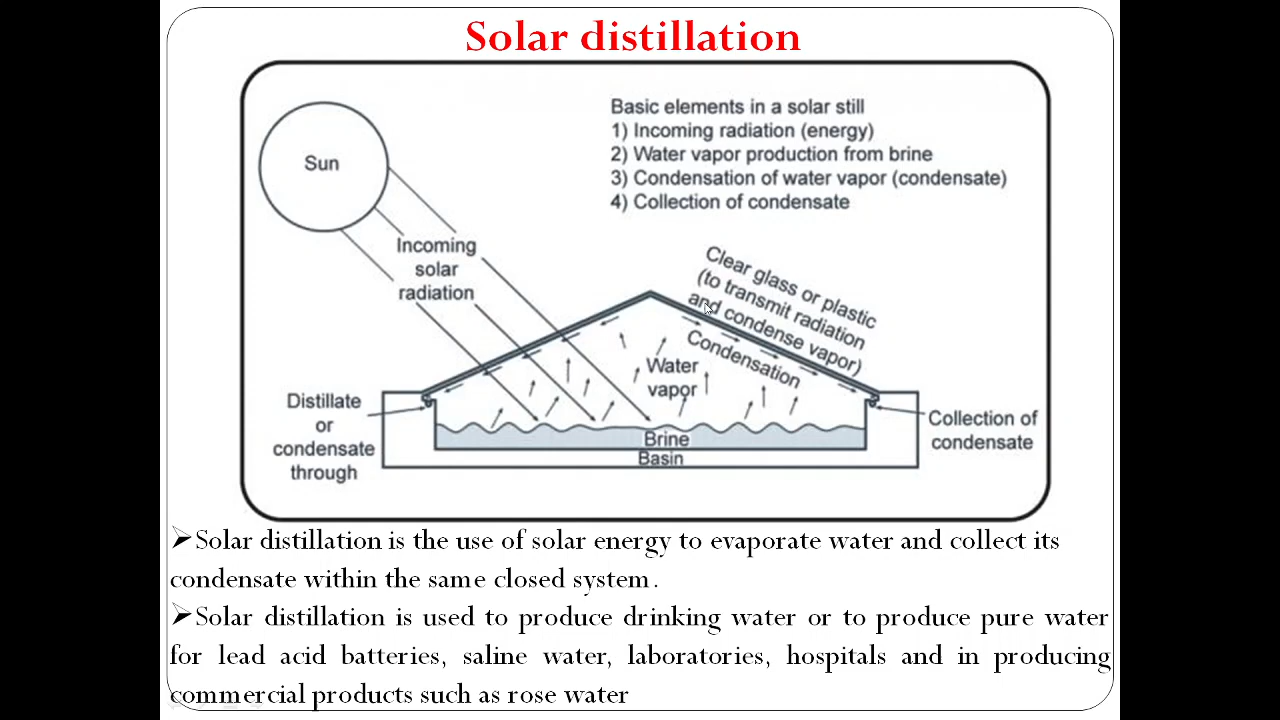 Solar distillation
Basic elements in a solar still
1) Incoming radiation (energy)
2) Water vapor production from brine
3) Condensation of water vapor (condensate)
4) Collection of condensate
Sun
Incoming
solar
radiation
Clear glass or plastic
(to transmit radiation
and condense vapor)
Condensation
Water
vapor
Distillate
or
condensate
through
Collection of
condensate
Brine
Basin
➤Solar distillation is the use of solar energy to evaporate water and collect its
condensate within the same closed system.
➤Solar distillation is used to produce drinking water or to produce pure water
for lead acid batteries, saline water, laboratories, hospitals and in producing
commercial products such as rose water